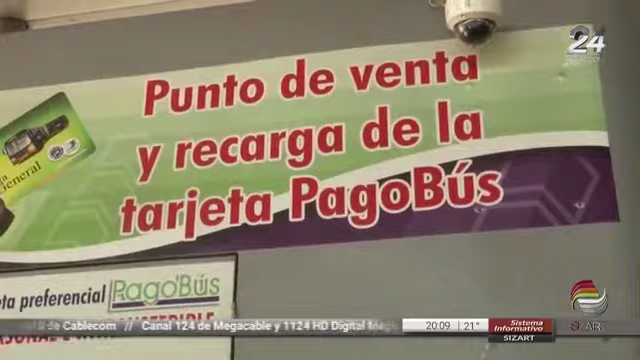 24
Punto de venta
y recarga de la
tarjeta PagoBús
General
eta preferencial PagoBús
de Cablecom // Canal 124 de Megacable y 1124 HD Digital
20:09 21° Sistema Informativo
SIZART